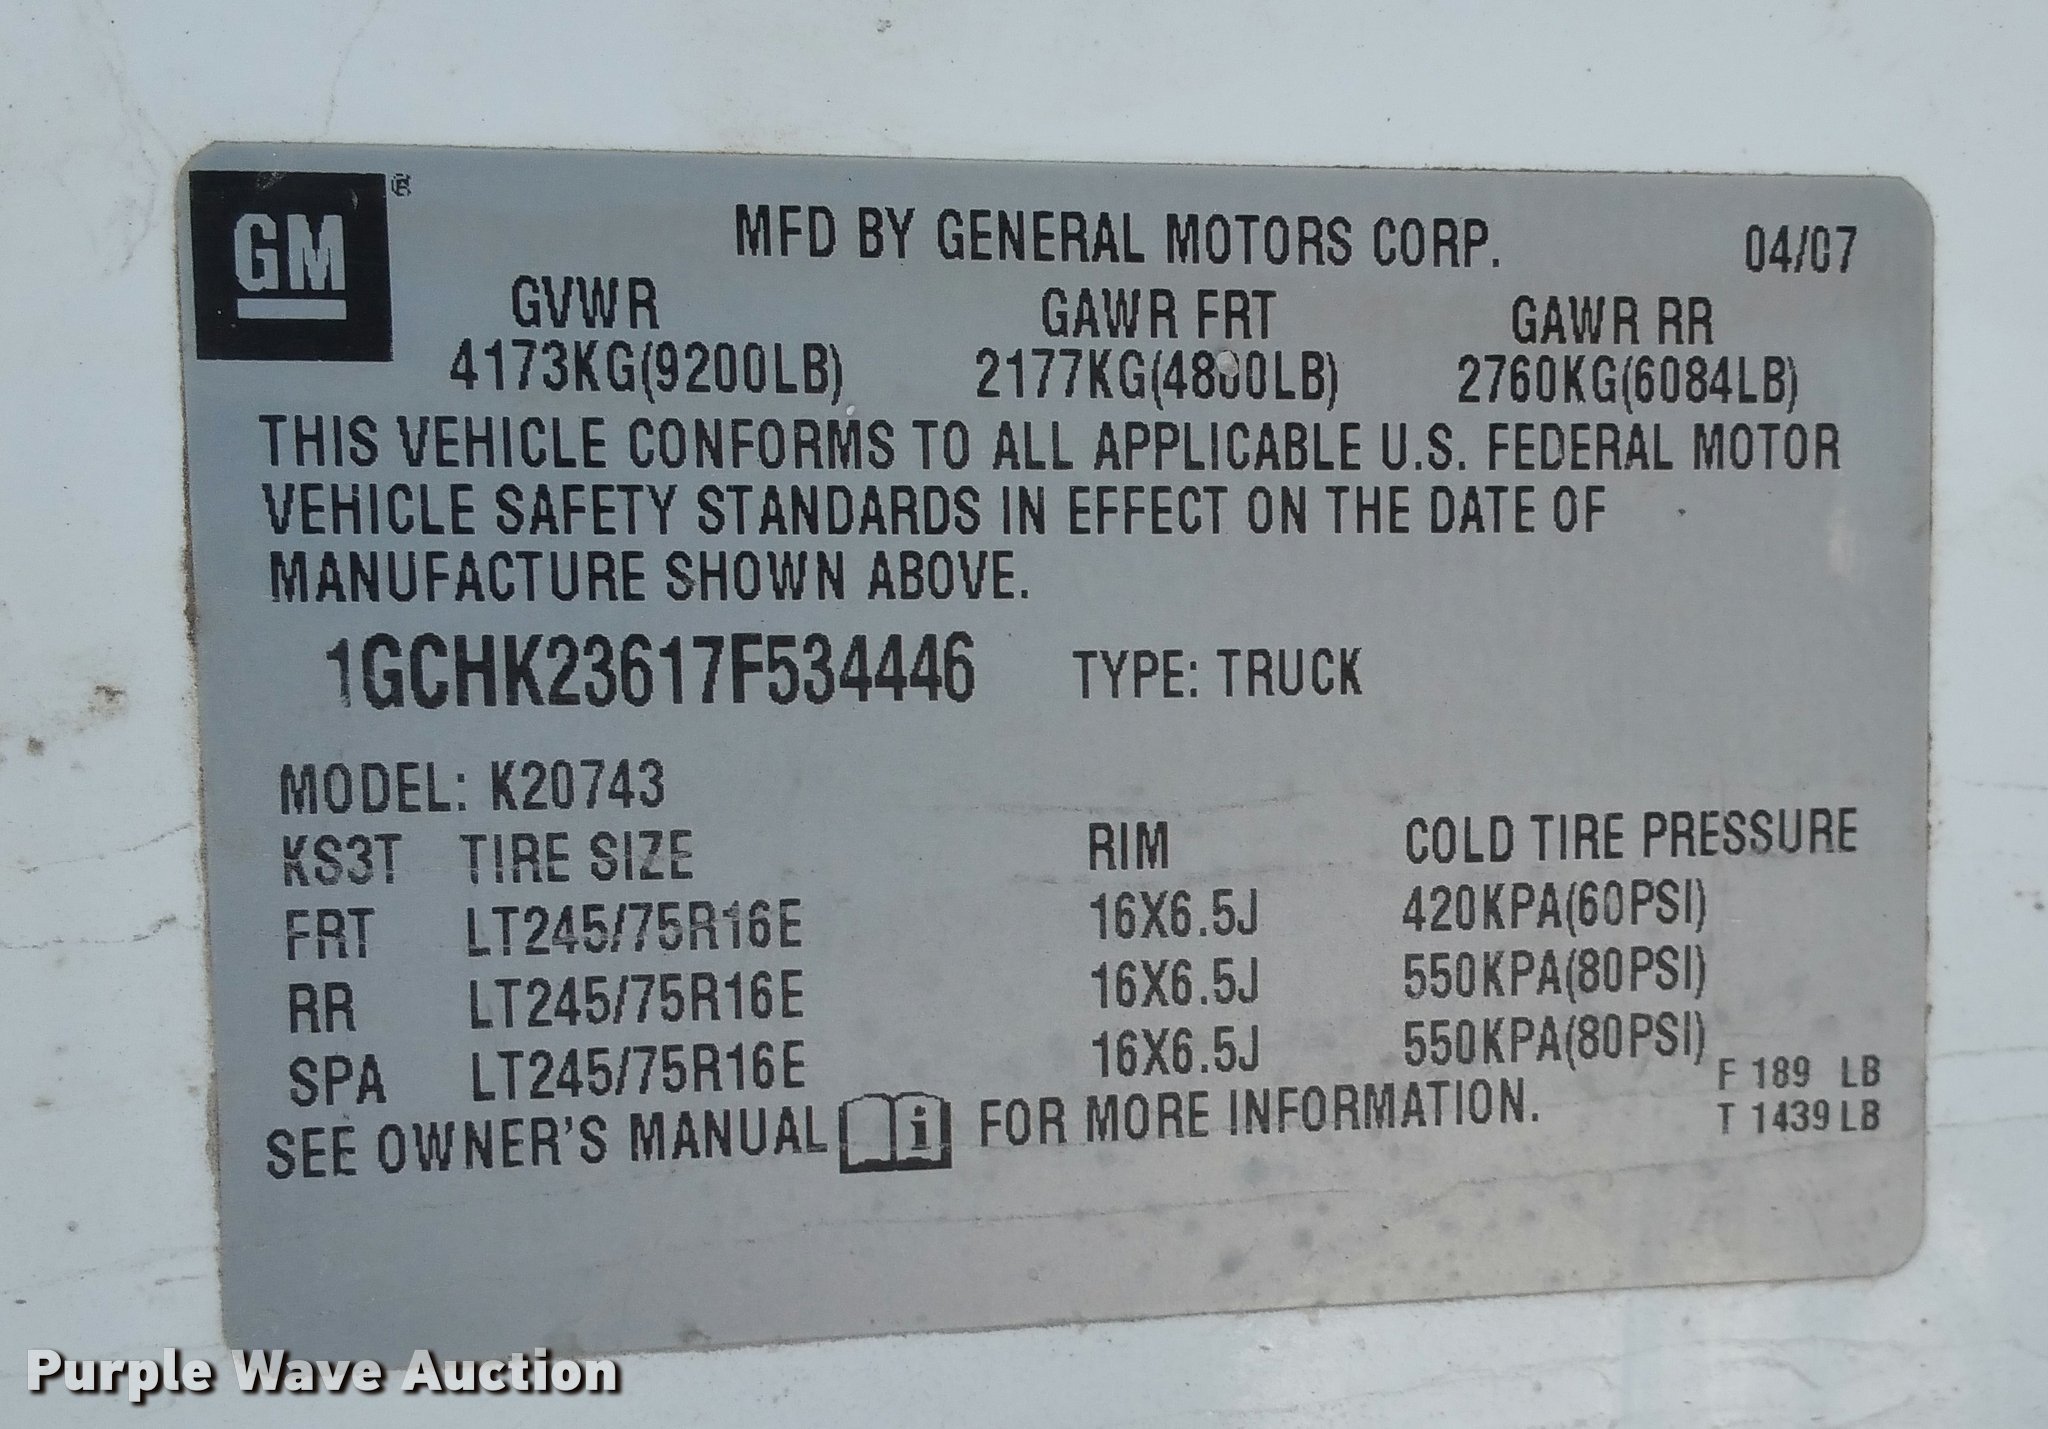 GM ®
MFD BY GENERAL MOTORS CORP. 04/07
GVWR GAWR FRT GAWR RR
4173KG(9200LB) 2177KG(4800LB) 2760KG(6084LB)
THIS VEHICLE CONFORMS TO ALL APPLICABLE U.S. FEDERAL MOTOR
VEHICLE SAFETY STANDARDS IN EFFECT ON THE DATE OF
MANUFACTURE SHOWN ABOVE.
1GCHK23617F534446 TYPE: TRUCK
MODEL: K20743
KS3T TIRE SIZE RIM COLD TIRE PRESSURE
FRT LT245/75R16E 16X6.5J 420KPA(60PSI)
RR LT245/75R16E 16X6.5J 550KPA(80PSI)
SPA LT245/75R16E 16X6.5J 550KPA(80PSI)
F 189 LB
SEE OWNER'S MANUAL i FOR MORE INFORMATION. T 1439 LB
Purple Wave Auction